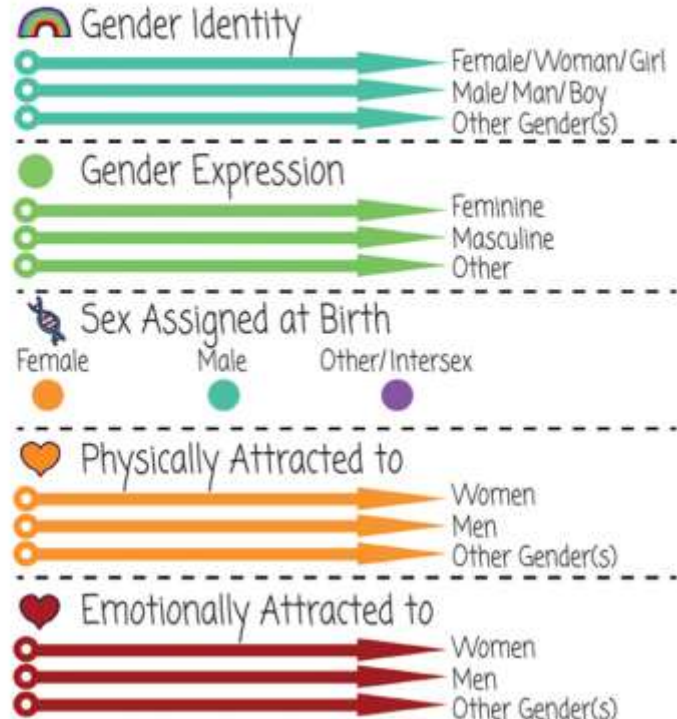 Gender Identity
Female/Woman/Girl
Male/Man/Boy
Other Gender(s)
Gender Expression
Feminine
Masculine
Other
Sex Assigned at Birth
Female Male Other/Intersex
Physically Attracted to
Women
Men
Other Gender(s)
Emotionally Attracted to
Women
Men
Other Gender(s)